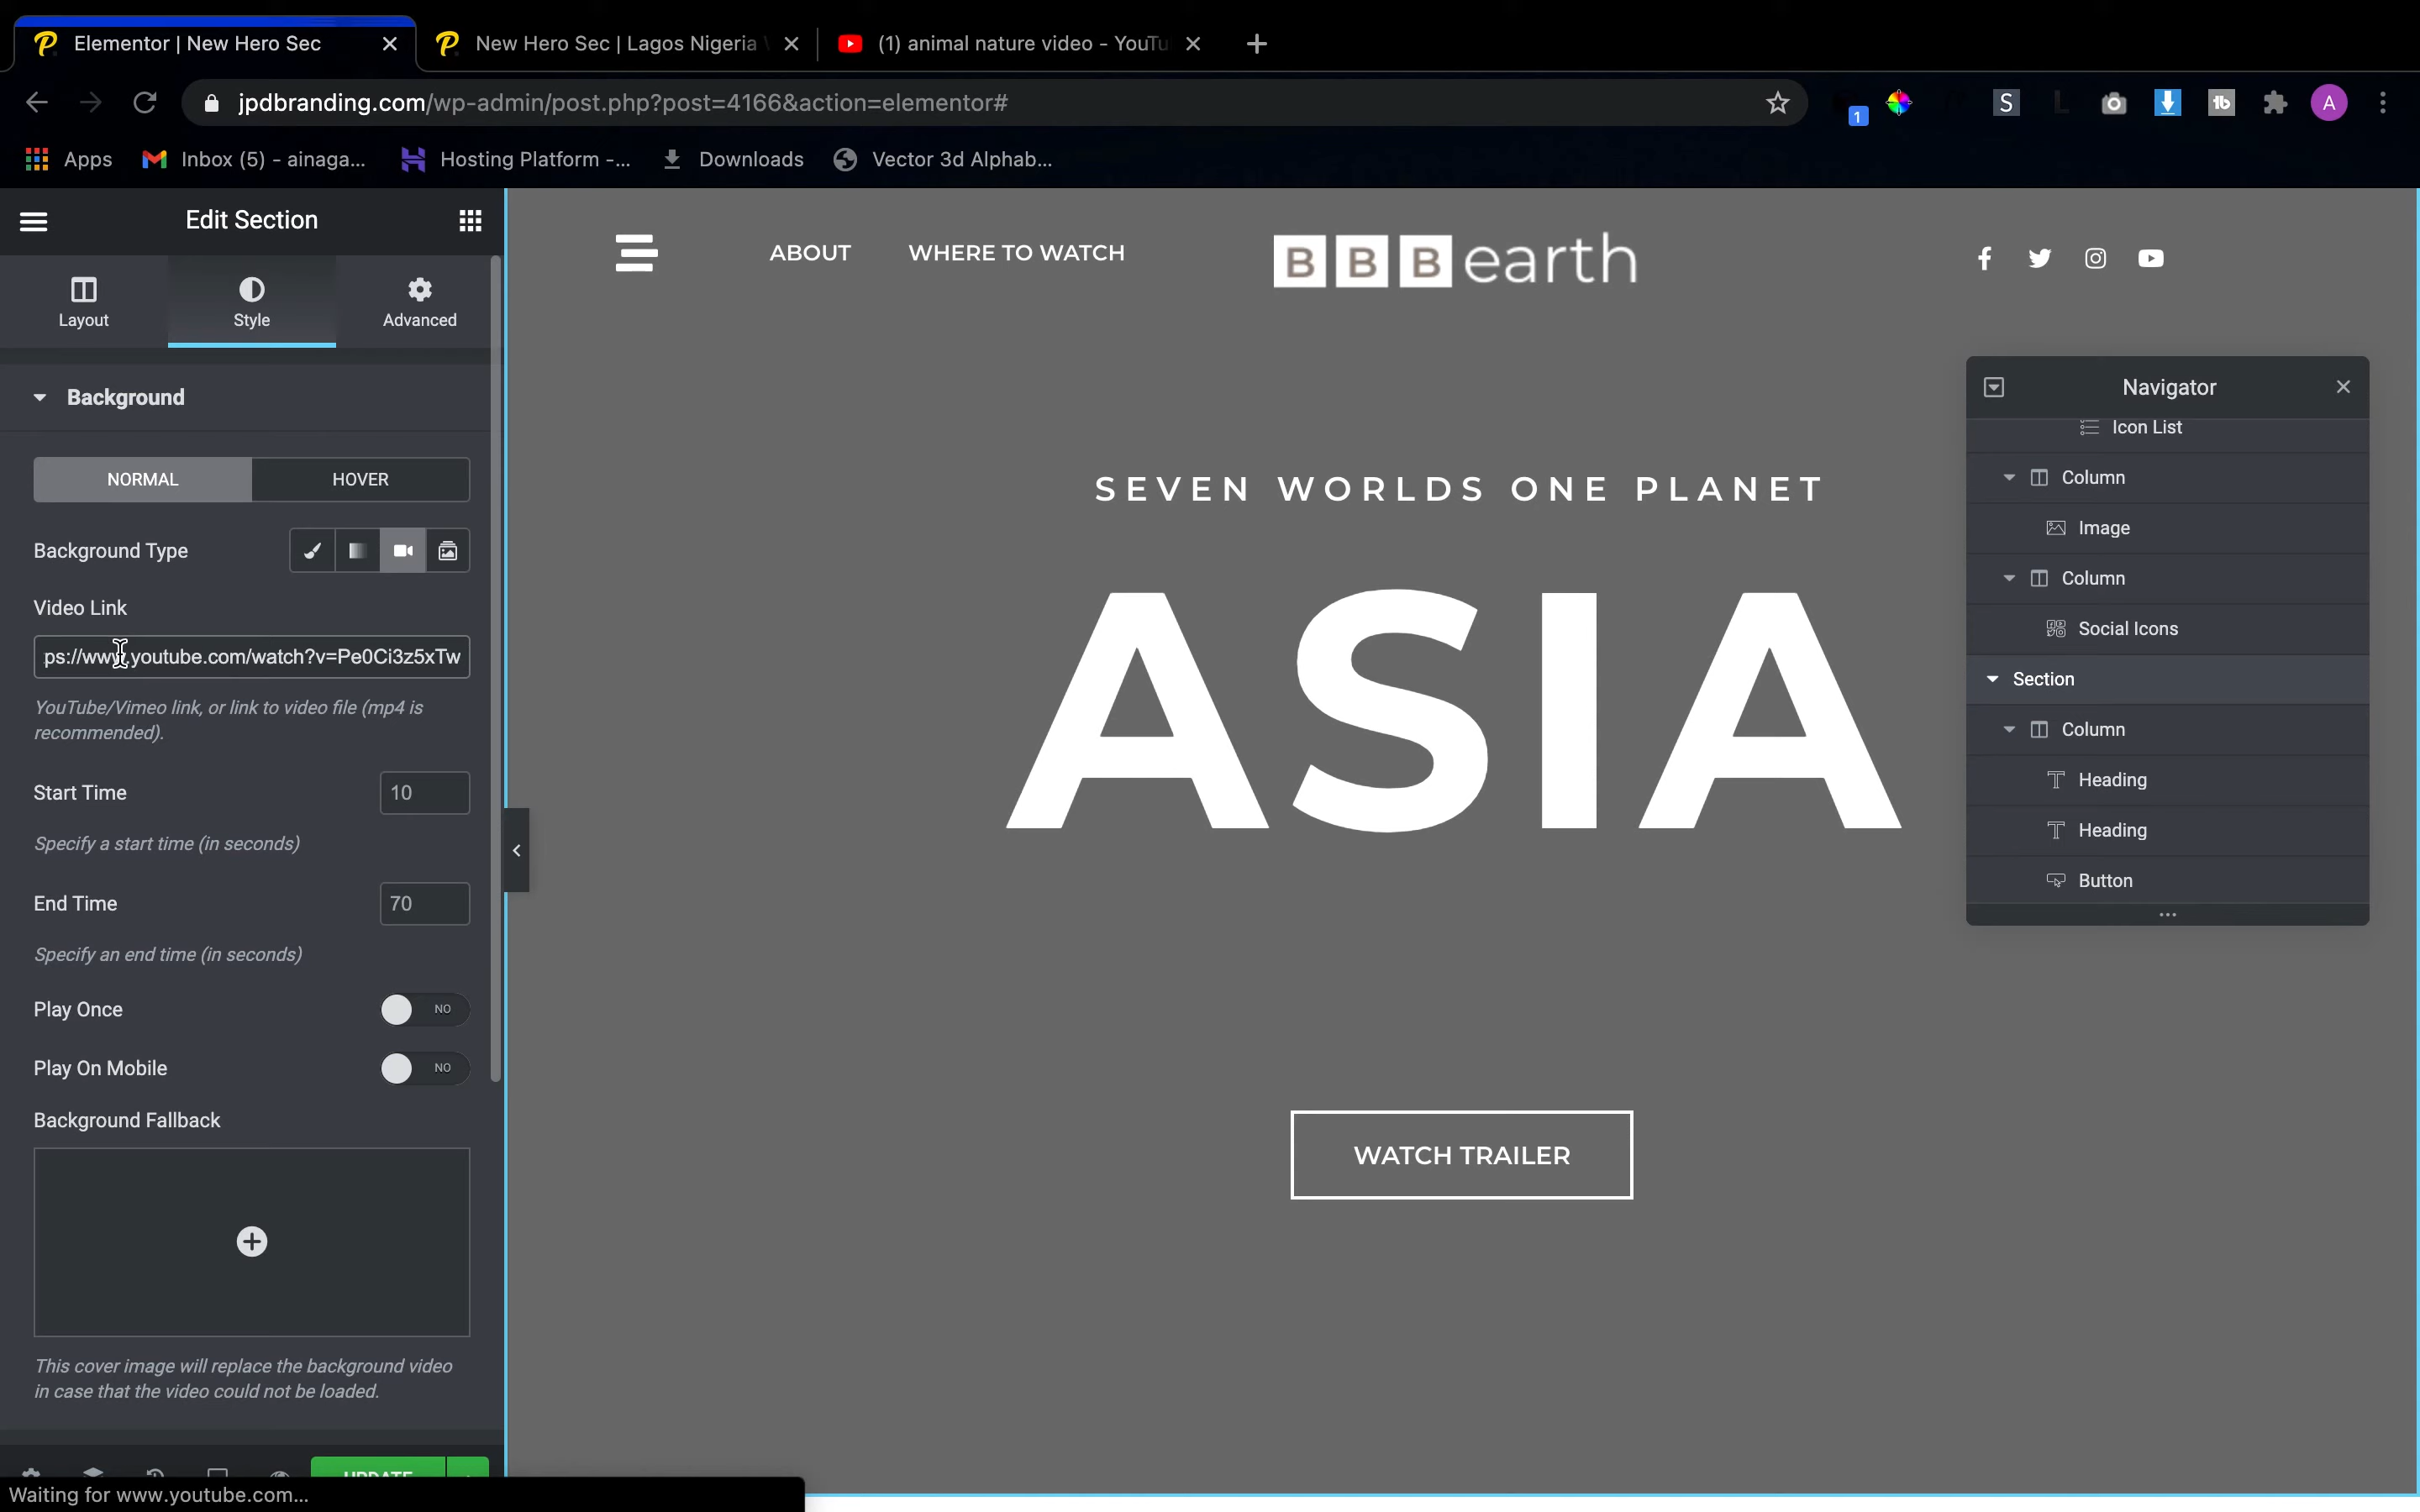 Elementor | New Hero Sec
New Hero Sec | Lagos Nigeria
(1) animal nature video - YouTu
jpdbranding.com/wp-admin/post.php?post=4166&action=elementor#
1
S
L
A
Apps
Inbox (5) - ainaga...
Hosting Platform -...
Downloads
Vector 3d Alphab...
Edit Section
Layout
Style
Advanced
Background
NORMAL
HOVER
Background Type
Video Link
ps://www.youtube.com/watch?v=Pe0Ci3z5xTw
YouTube/Vimeo link, or link to video file (mp4 is
recommended).
Start Time
10
Specify a start time (in seconds)
End Time
70
Specify an end time (in seconds)
Play Once
NO
Play On Mobile
NO
Background Fallback
This cover image will replace the background video
in case that the video could not be loaded.
UPDATE
Waiting for www.youtube.com...
ABOUT
WHERE TO WATCH
BBB earth
SEVEN WORLDS ONE PLANET
ASIA
WATCH TRAILER
Navigator
Icon List
Column
Image
Column
Social Icons
Section
Column
Heading
Heading
Button